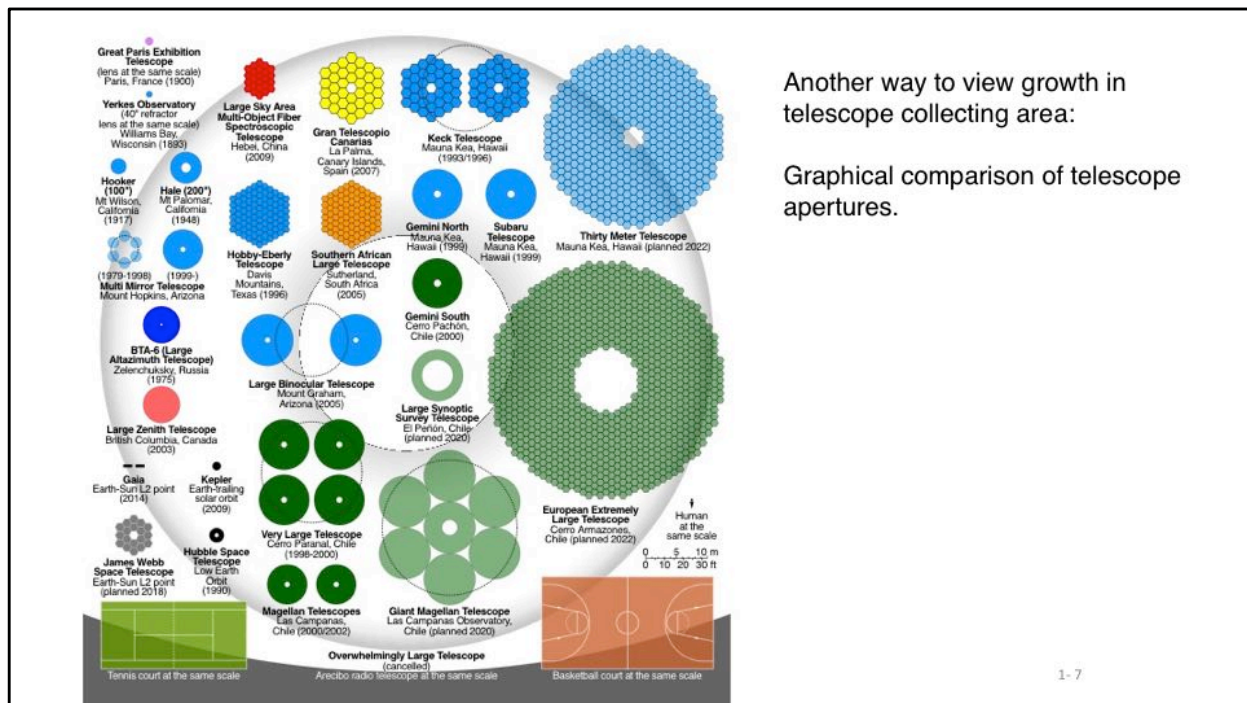 Great Paris Exhibition
Telescope
(lens at the same scale)
Paris, France (1900)
Yerkes Observatory
(40" refractor
lens at the same scale)
Williams Bay,
Wisconsin (1893)
Hooker
(100")
Mt Wilson,
California
(1917)
Hale (200")
Mt Palomar,
California
(1948)
(1979-1998)
(1999-)
Multi Mirror Telescope
Mount Hopkins, Arizona
BTA-6 (Large
Altazimuth Telescope)
Zelenchuksky, Russia
(1975)
Large Zenith Telescope
British Columbia, Canada
(2003)
Gaia
Earth-Sun L2 point
(2014)
Kepler
Earth-trailing
solar orbit
(2009)
James Webb
Space Telescope
Earth-Sun L2 point
(planned 2018)
Hubble Space
Telescope
Low Earth
Orbit
(1990)
Large Sky Area
Multi-Object Fiber
Spectroscopic
Telescope
Hebei, China
(2009)
Gran Telescopio
Canarias
La Palma,
Canary Islands,
Spain (2007)
Keck Telescope
Mauna Kea, Hawaii
(1993/1996)
Hobby-Eberly
Telescope
Davis
Mountains,
Texas (1996)
Southern African
Large Telescope
Sutherland,
South Africa
(2005)
Gemini North
Mauna Kea,
Hawaii (1999)
Subaru
Telescope
Mauna Kea,
Hawaii (1999)
Gemini South
Cerro Pachón,
Chile (2000)
Large Binocular Telescope
Mount Graham,
Arizona (2005)
Large Synoptic
Survey Telescope
El Peñón, Chile
(planned 2020)
Very Large Telescope
Cerro Paranal, Chile
(1998-2000)
Magellan Telescopes
Las Campanas,
Chile (2000/2002)
Giant Magellan Telescope
Las Campanas Observatory,
Chile (planned 2020)
Thirty Meter Telescope
Mauna Kea, Hawaii (planned 2022)
European Extremely
Large Telescope
Cerro Armazones,
Chile (planned 2022)
Human
at the
same scale
0 5 10 m
0 10 20 30 ft
Overwhelmingly Large Telescope
(cancelled)
Tennis court at the same scale
Arecibo radio telescope at the same scale
Basketball court at the same scale
Another way to view growth in
telescope collecting area:
Graphical comparison of telescope
apertures.
1- 7